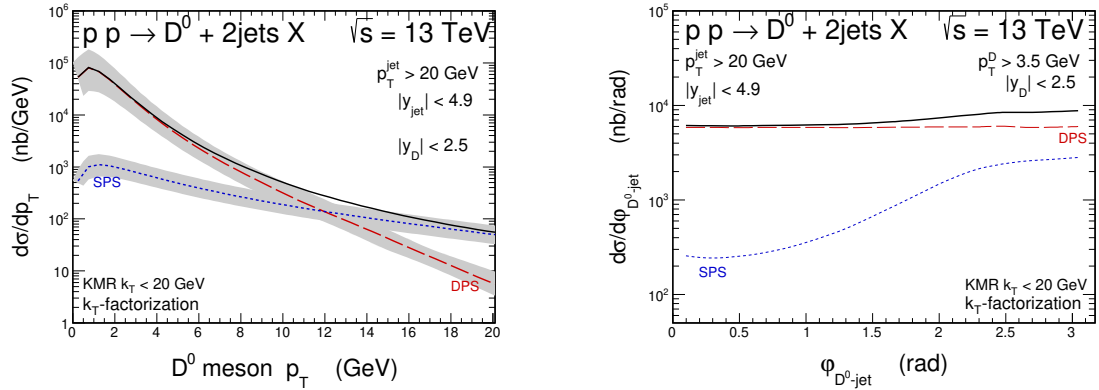 p p → D⁰ + 2jets X √s = 13 TeV
p_T^jet > 20 GeV
|y_jet| < 4.9
|y_D| < 2.5
SPS
DPS
KMR k_T < 20 GeV
k_T-factorization
dσ/dp_T (nb/GeV)
10⁶
10⁵
10⁴
10³
10²
10
1
0 2 4 6 8 10 12 14 16 18 20
D⁰ meson p_T (GeV)
p p → D⁰ + 2jets X √s = 13 TeV
p_T^jet > 20 GeV
|y_jet| < 4.9
p_T^D > 3.5 GeV
|y_D| < 2.5
DPS
SPS
KMR k_T < 20 GeV
k_T-factorization
dσ/dφ_D⁰-jet (nb/rad)
10⁵
10⁴
10³
10²
0 0.5 1 1.5 2 2.5 3
φ_D⁰-jet (rad)